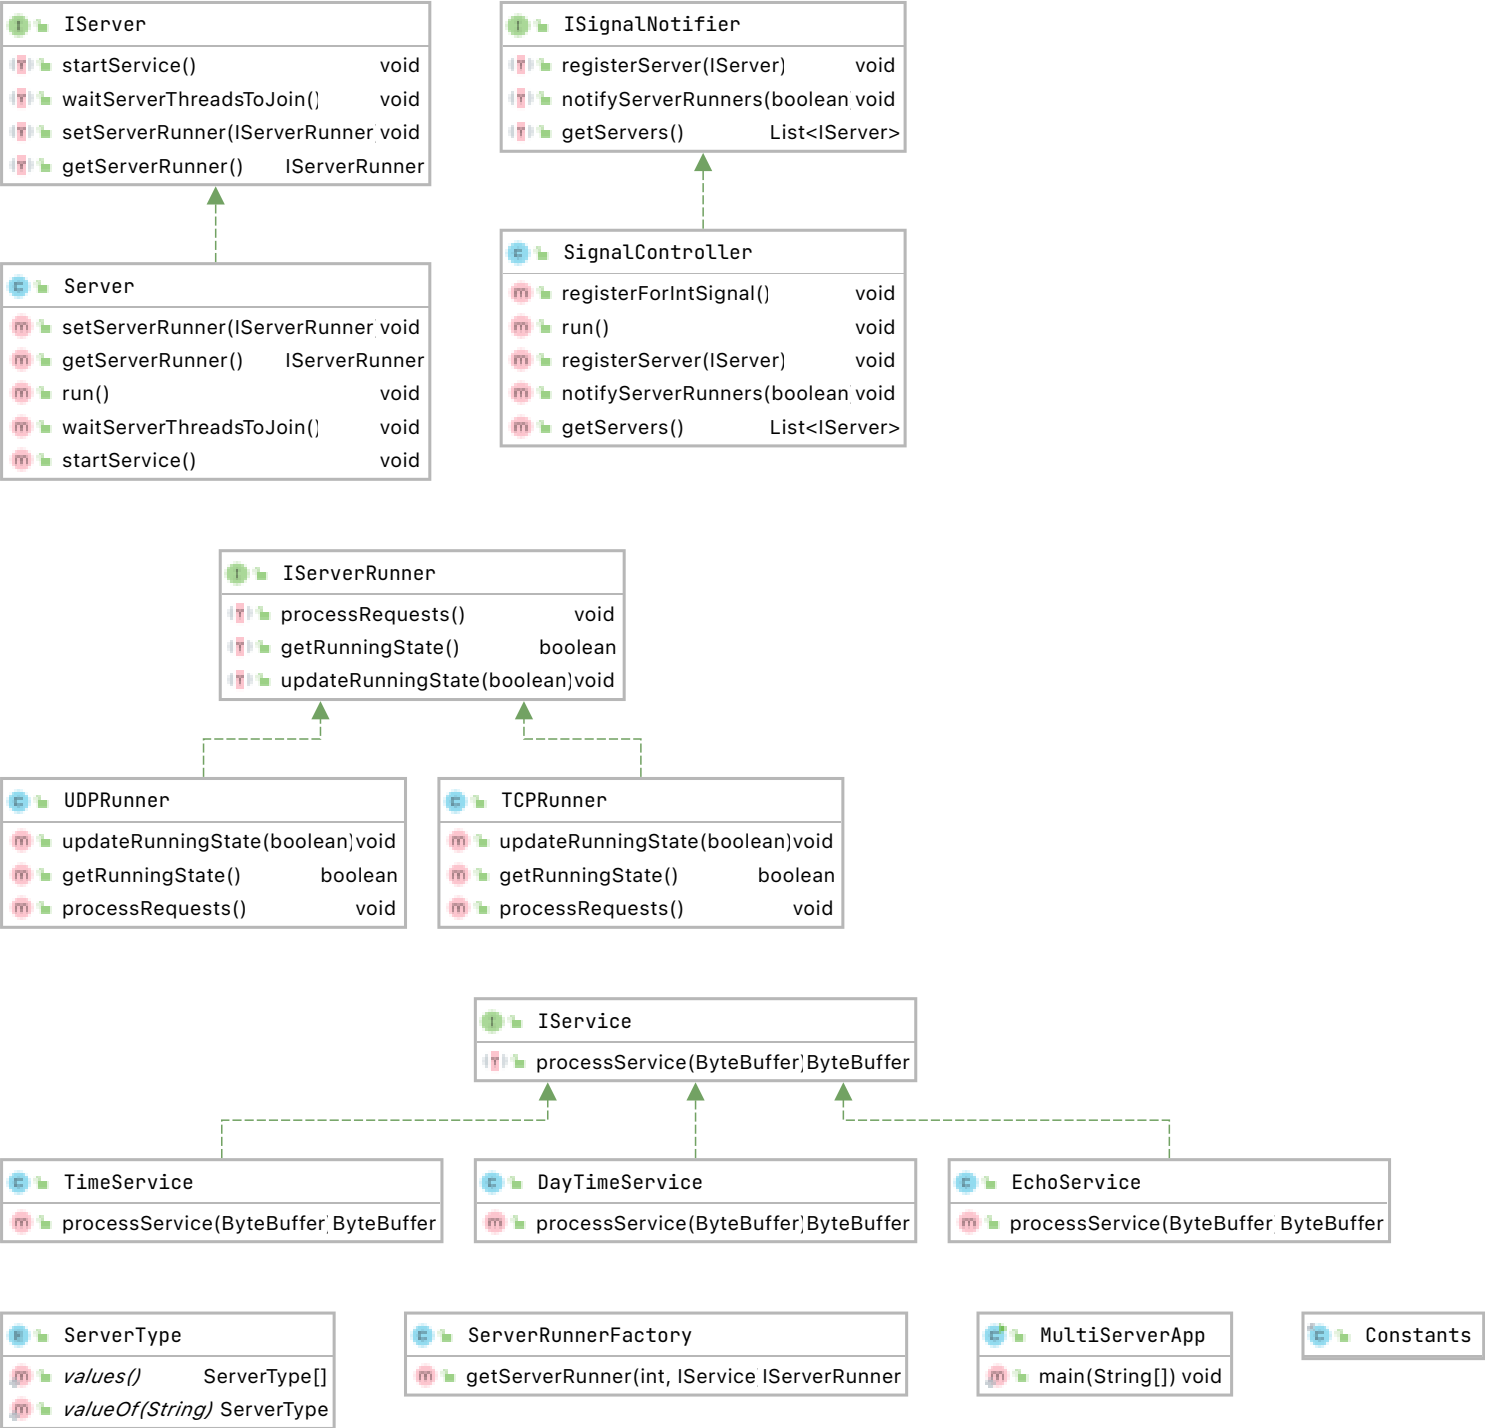 IServer
startService() void
waitServerThreadsToJoin() void
setServerRunner(IServerRunner void
getServerRunner() IServerRunner
ISignalNotifier
registerServer(IServer) void
notifyServerRunners(boolean void
getServers() List<IServer>
Server
setServerRunner(IServerRunner void
getServerRunner() IServerRunner
run() void
waitServerThreadsToJoin() void
startService() void
SignalController
registerForIntSignal() void
run() void
registerServer(IServer) void
notifyServerRunners(boolean void
getServers() List<IServer>
IServerRunner
processRequests() void
getRunningState() boolean
updateRunningState(boolean) void
UDPRunner
updateRunningState(boolean) void
getRunningState() boolean
processRequests() void
TCPRunner
updateRunningState(boolean) void
getRunningState() boolean
processRequests() void
IService
processService(ByteBuffer) ByteBuffer
TimeService
processService(ByteBuffer) ByteBuffer
DayTimeService
processService(ByteBuffer) ByteBuffer
EchoService
processService(ByteBuffer ByteBuffer
ServerType
values() ServerType[]
valueOf(String) ServerType
ServerRunnerFactory
getServerRunner(int, IService IServerRunner
MultiServerApp
main(String[]) void
Constants